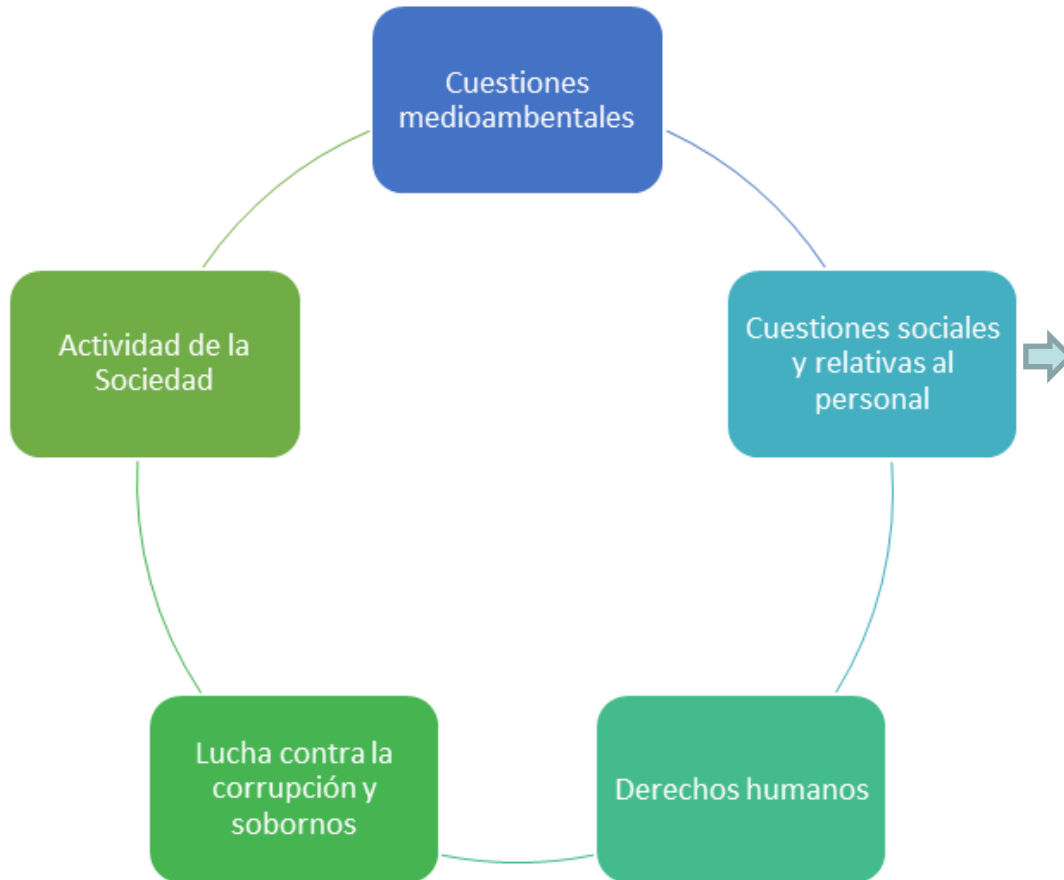 Cuestiones
medioambentales
Cuestiones sociales
y relativas al
personal
Derechos humanos
Lucha contra la
corrupción y
sobornos
Actividad de la
Sociedad